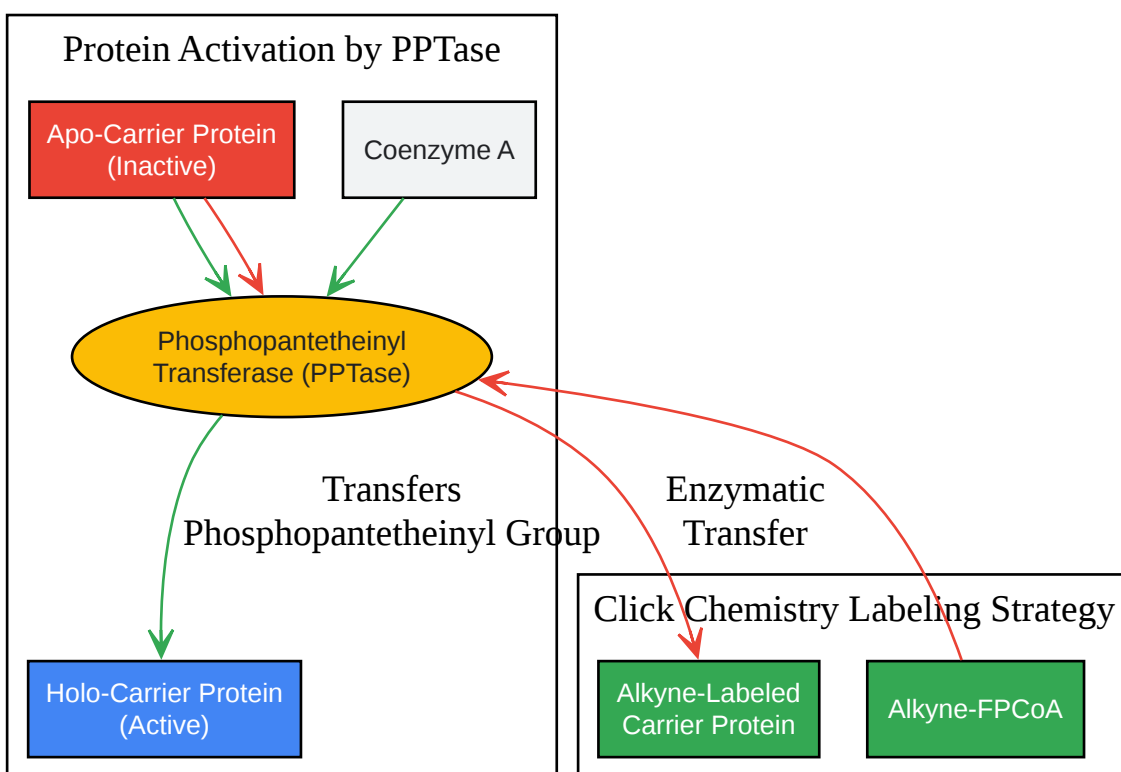 Protein Activation by PPTase
Apo-Carrier Protein
(Inactive)
Coenzyme A
Phosphopantetheinyl
Transferase (PPTase)
Transfers
Phosphopantetheinyl Group
Enzymatic
Transfer
Click Chemistry Labeling Strategy
Holo-Carrier Protein
(Active)
Alkyne-Labeled
Carrier Protein
Alkyne-FPCoA